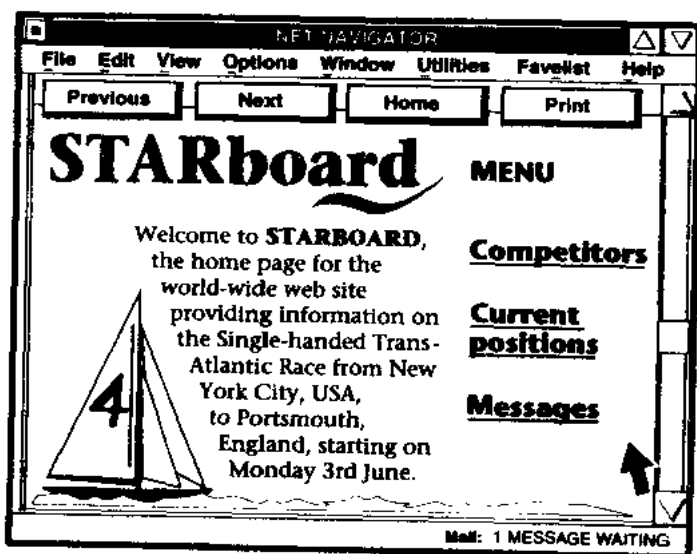 NET NAVIGATOR
File Edit View Options Window Utilities Favelist Help
Previous Next Home Print
STARboard
MENU
Welcome to STARBOARD,
the home page for the
world-wide web site
providing information on
the Single-handed Trans-
Atlantic Race from New
York City, USA,
to Portsmouth,
England, starting on
Monday 3rd June.
Competitors
Current
positions
Messages
4
Mail: 1 MESSAGE WAITING